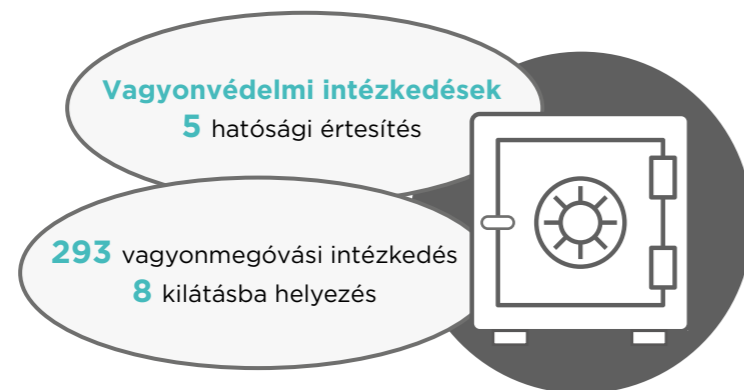 Vagyonvédelmi intézkedések
5 hatósági értesítés
293 vagyonmegóvási intézkedés
8 kilátásba helyezés